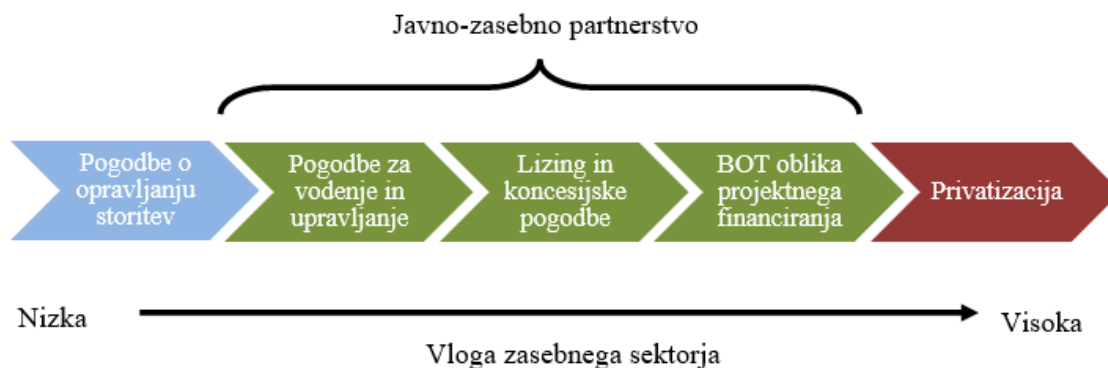 Javno-zasebno partnerstvo
Pogodbe o
opravljanju
storitev
Pogodbe za
vodenje in
upravljanje
Lizing in
koncesijske
pogodbe
BOT oblika
projektnega
financiranja
Privatizacija
Nizka
Visoka
Vloga zasebnega sektorja